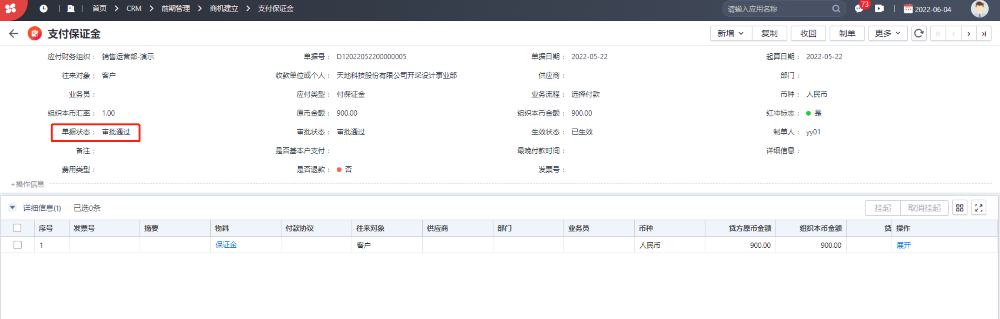 首页 CRM 前期管理 商机建立 支付保证金 请输入应用名称 73 2022-06-04
支付保证金 新增 复制 收回 制单 更多
应付财务组织： 销售运营部-演示 单据号： D12022052200000005 单据日期： 2022-05-22 起算日期： 2022-05-22
往来对象： 客户 收款单位或个人： 天地科技股份有限公司开采设计事业部 供应商： 部门：
业务员： 应付类型： 付保证金 业务流程： 选择付款 币种： 人民币
组织本币汇率： 1.00 原币金额： 900.00 组织本币金额： 900.00 红冲标志： 是
单据状态： 审批通过 审批状态： 审批通过 生效状态： 已生效 制单人： yy01
备注： 是否基本户支付： 最晚付款时间： 详细信息：
费用类型： 是否退款： 否 发票号：
+操作信息
详细信息(1) 已选0条 挂起 取消挂起
序号 发票号 摘要 物料 付款协议 往来对象 供应商 部门 业务员 币种 贷方原币金额 组织本币金额 贷 操作
1 保证金 客户 人民币 900.00 900.00 展开